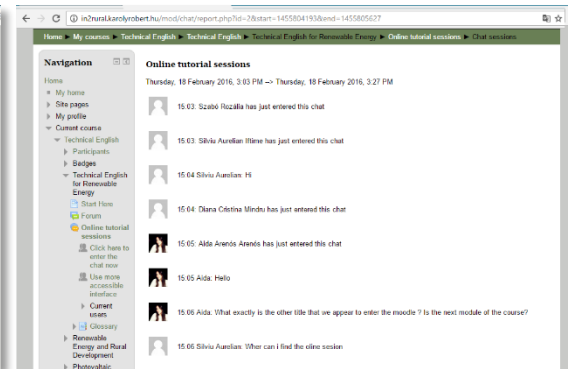 in2rural.karolyrobert.hu/mod/chat/report.php?id=2&start=1455804193&end=1455805627
Home ► My courses ► Technical English ► Technical English ► Technical English for Renewable Energy ► Online tutorial sessions ► Chat sessions
Navigation
Home
My home
Site pages
My profile
Current course
Technical English
Participants
Badges
Technical English
for Renewable
Energy
Start Here
Forum
Online tutorial
sessions
Click here to
enter the
chat now
Use more
accessible
interface
Current
users
Glossary
Renewable
Energy and Rural
Development
Photovoltaic
Online tutorial sessions
Thursday, 18 February 2016, 3:03 PM --> Thursday, 18 February 2016, 3:27 PM
15:03: Szabó Rozália has just entered this chat
15:03: Silviu Aurelian Iftime has just entered this chat
15:04 Silviu Aurelian: Hi
15:04: Diana Cristina Mindru has just entered this chat
15:05: Aida Arenós Arenós has just entered this chat
15:05 Aida: Hello
15:06 Aida: What exactly is the other title that we appear to enter the moodle ? Is the next module of the course?
15:06 Silviu Aurelian: Wher can i find the oline sesion